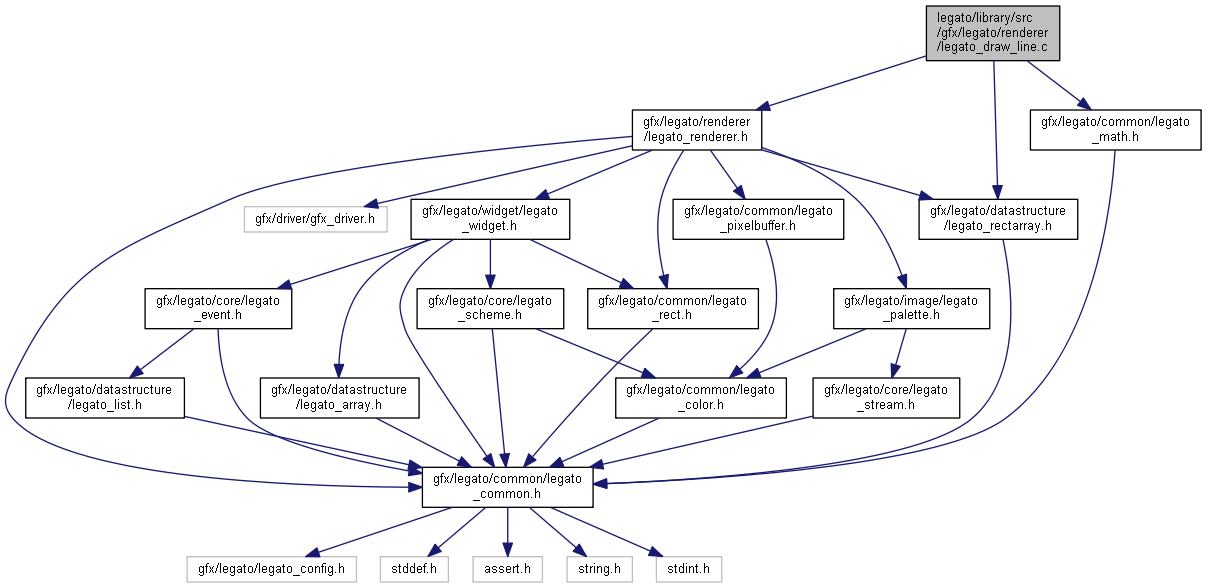 legato/library/src
/gfx/legato/renderer
/legato_draw_line.c
gfx/legato/renderer
/legato_renderer.h
gfx/legato/common/legato
_math.h
gfx/driver/gfx_driver.h
gfx/legato/widget/legato
_widget.h
gfx/legato/common/legato
_pixelbuffer.h
gfx/legato/datastructure
/legato_rectarray.h
gfx/legato/core/legato
_event.h
gfx/legato/core/legato
_scheme.h
gfx/legato/common/legato
_rect.h
gfx/legato/image/legato
_palette.h
gfx/legato/datastructure
/legato_list.h
gfx/legato/datastructure
/legato_array.h
gfx/legato/common/legato
_color.h
gfx/legato/core/legato
_stream.h
gfx/legato/common/legato
_common.h
gfx/legato/legato_config.h
stddef.h
assert.h
string.h
stdint.h